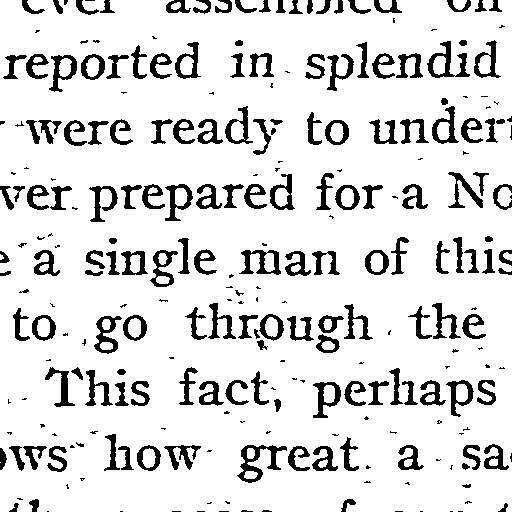 ever assembled on
reported in splendid
were ready to undert
ver prepared for a No
e a single man of this
to go through the
This fact, perhaps
ows how great a sa